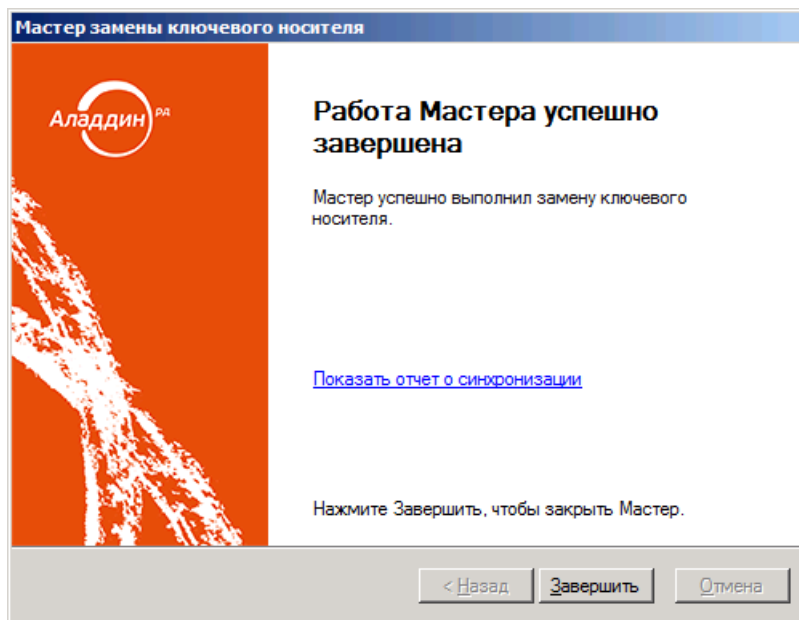 Мастер замены ключевого носителя
Аладдин РД
Работа Мастера успешно
завершена
Мастер успешно выполнил замену ключевого
носителя.
Показать отчет о синхронизации
Нажмите Завершить, чтобы закрыть Мастер.
< Назад Завершить Отмена